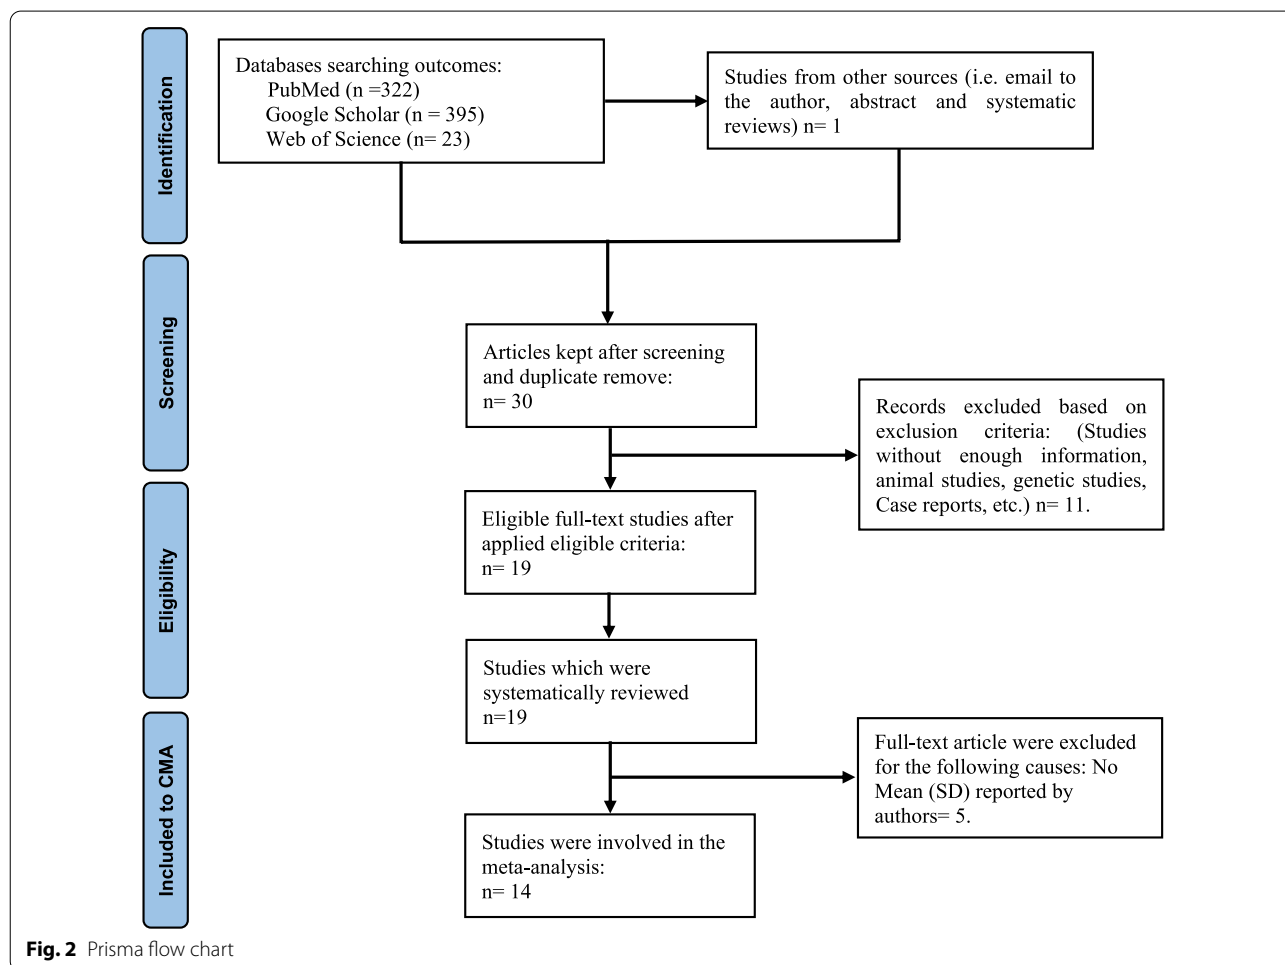 Identification
Databases searching outcomes:
PubMed (n =322)
Google Scholar (n = 395)
Web of Science (n= 23)
Studies from other sources (i.e. email to
the author, abstract and systematic
reviews) n= 1
Screening
Articles kept after screening
and duplicate remove:
n= 30
Records excluded based on
exclusion criteria: (Studies
without enough information,
animal studies, genetic studies,
Case reports, etc.) n= 11.
Eligibility
Eligible full-text studies after
applied eligible criteria:
n= 19
Studies which were
systematically reviewed
n=19
Included to CMA
Full-text article were excluded
for the following causes: No
Mean (SD) reported by
authors= 5.
Studies were involved in the
meta-analysis:
n= 14
Fig. 2 Prisma flow chart